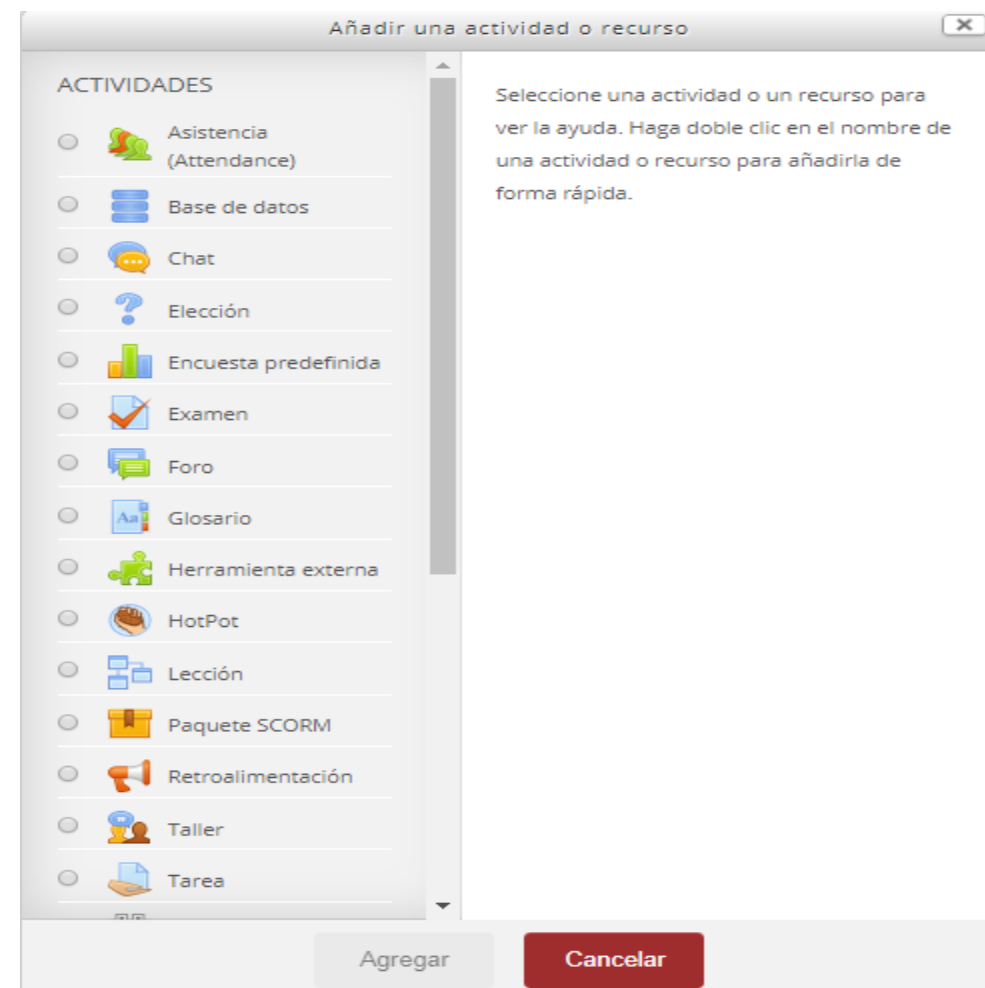 Añadir una actividad o recurso
ACTIVIDADES
Asistencia
(Attendance)
Base de datos
Chat
Elección
Encuesta predefinida
Examen
Foro
Aa
Glosario
Herramienta externa
HotPot
Lección
Paquete SCORM
Retroalimentación
Taller
Tarea
Seleccione una actividad o un recurso para
ver la ayuda. Haga doble clic en el nombre de
una actividad o recurso para añadirla de
forma rápida.
Agregar
Cancelar